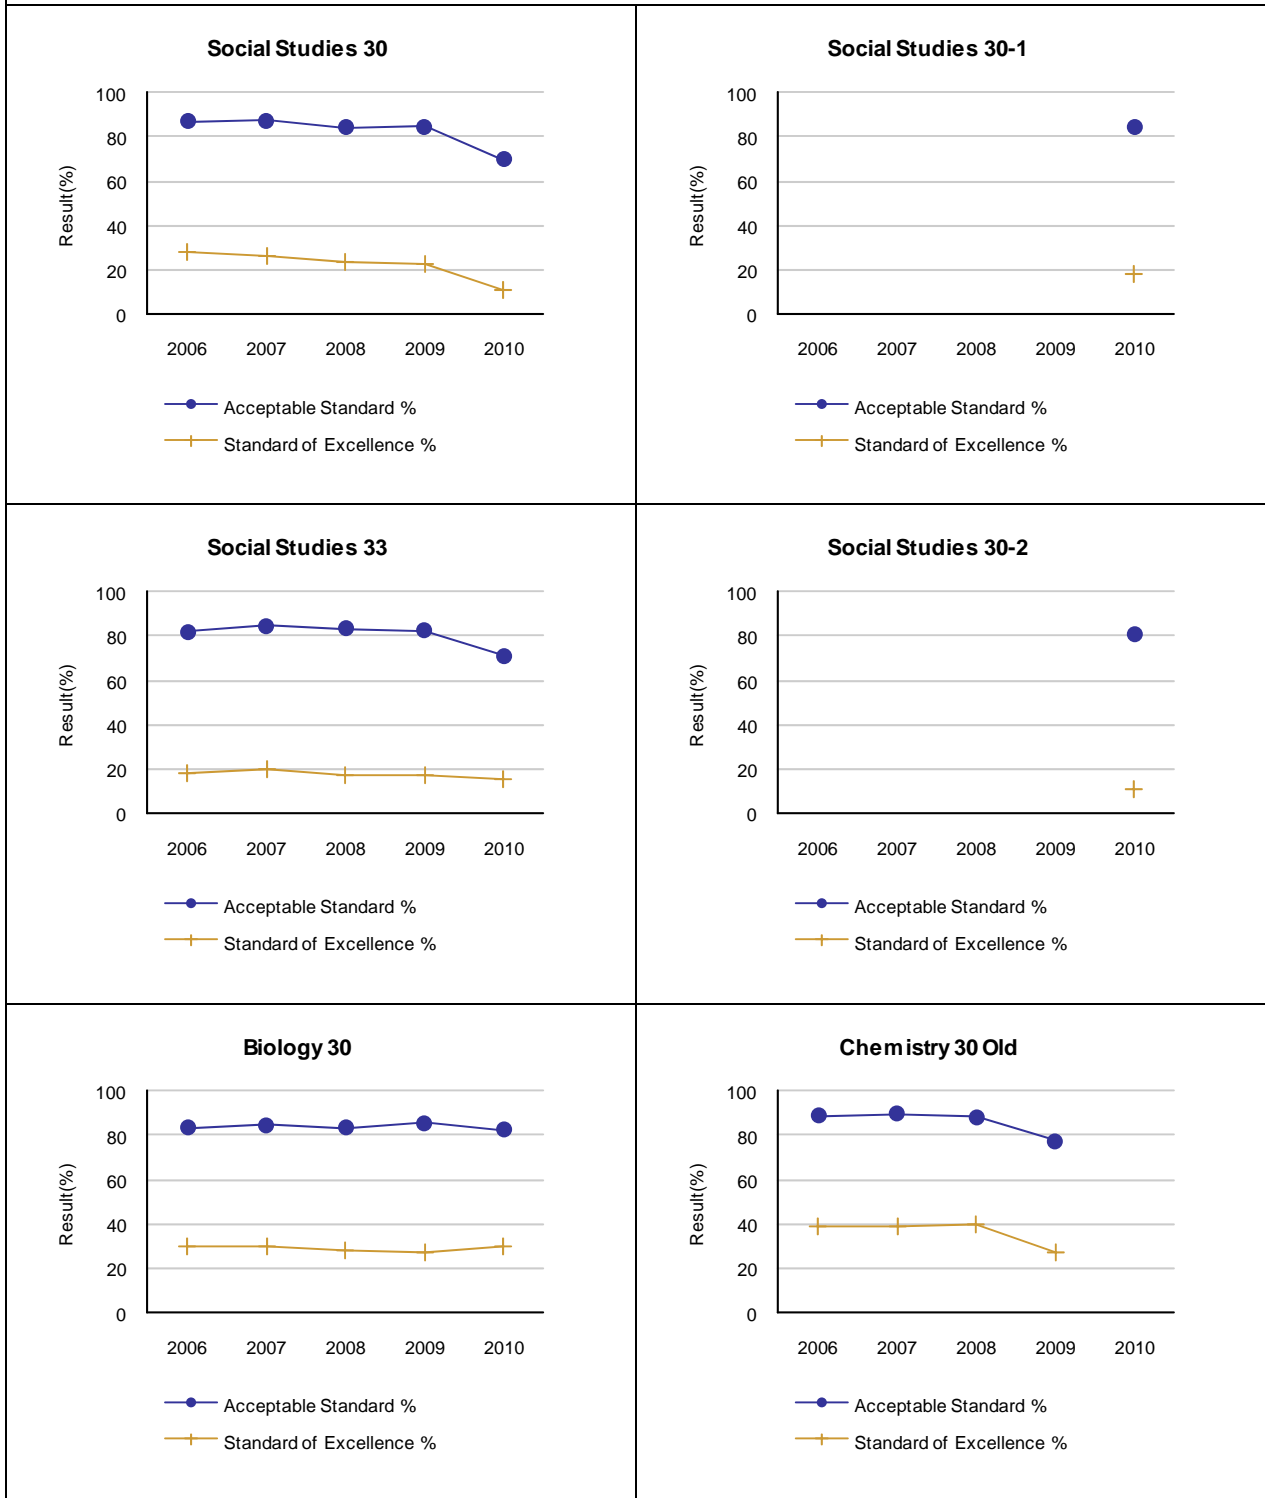 Social Studies 30
100
80
60
40
20
0
Result(%)
2006 2007 2008 2009 2010
Acceptable Standard %
Standard of Excellence %
Social Studies 30-1
100
80
60
40
20
0
Result(%)
2006 2007 2008 2009 2010
Acceptable Standard %
Standard of Excellence %
Social Studies 33
100
80
60
40
20
0
Result(%)
2006 2007 2008 2009 2010
Acceptable Standard %
Standard of Excellence %
Social Studies 30-2
100
80
60
40
20
0
Result(%)
2006 2007 2008 2009 2010
Acceptable Standard %
Standard of Excellence %
Biology 30
100
80
60
40
20
0
Result(%)
2006 2007 2008 2009 2010
Acceptable Standard %
Standard of Excellence %
Chemistry 30 Old
100
80
60
40
20
0
Result(%)
2006 2007 2008 2009 2010
Acceptable Standard %
Standard of Excellence %